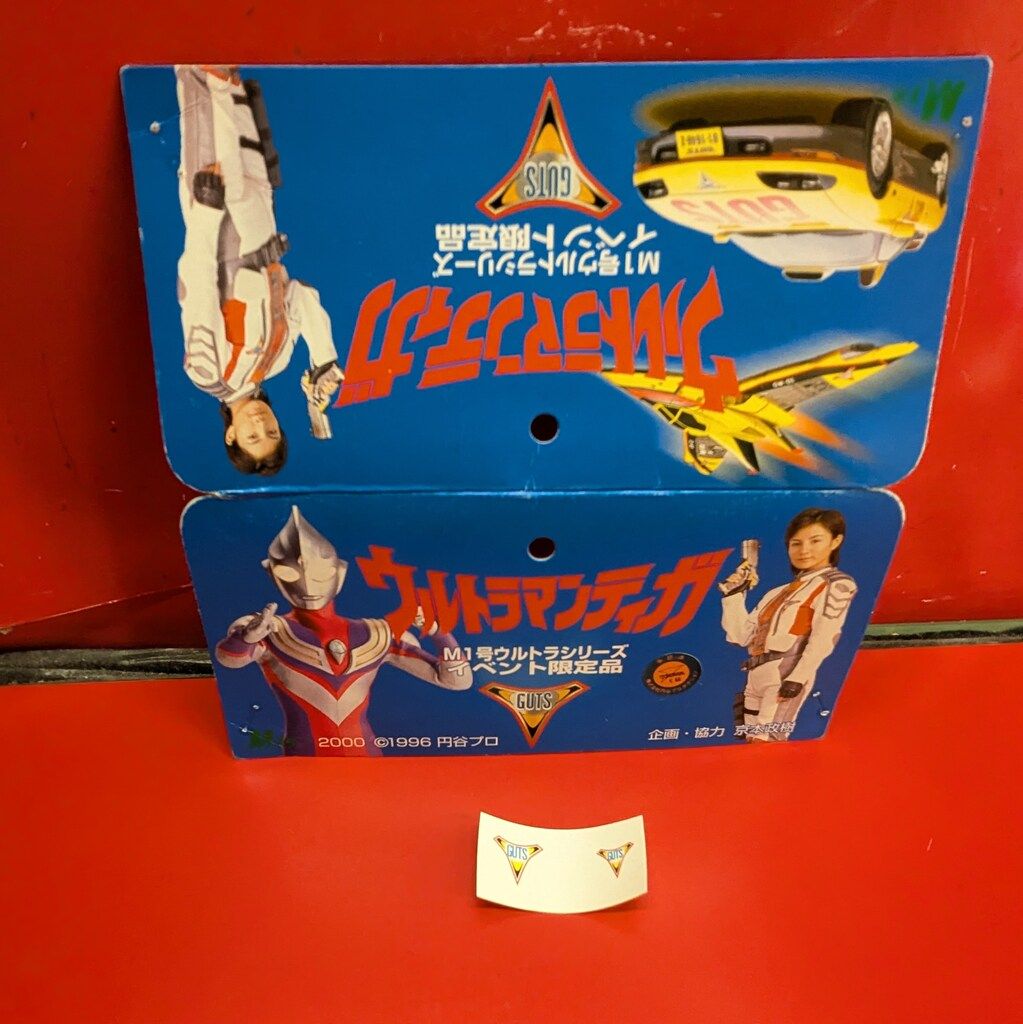 GUTS
M1号ウルトラシリーズ
イベント限定品
ウルトラマンティガ
GUTS
ウルトラマンティガ
M1号ウルトラシリーズ
イベント限定品
GUTS
2000 ©1996 円谷プロ
企画・協力 京本政樹
GUTS GUTS